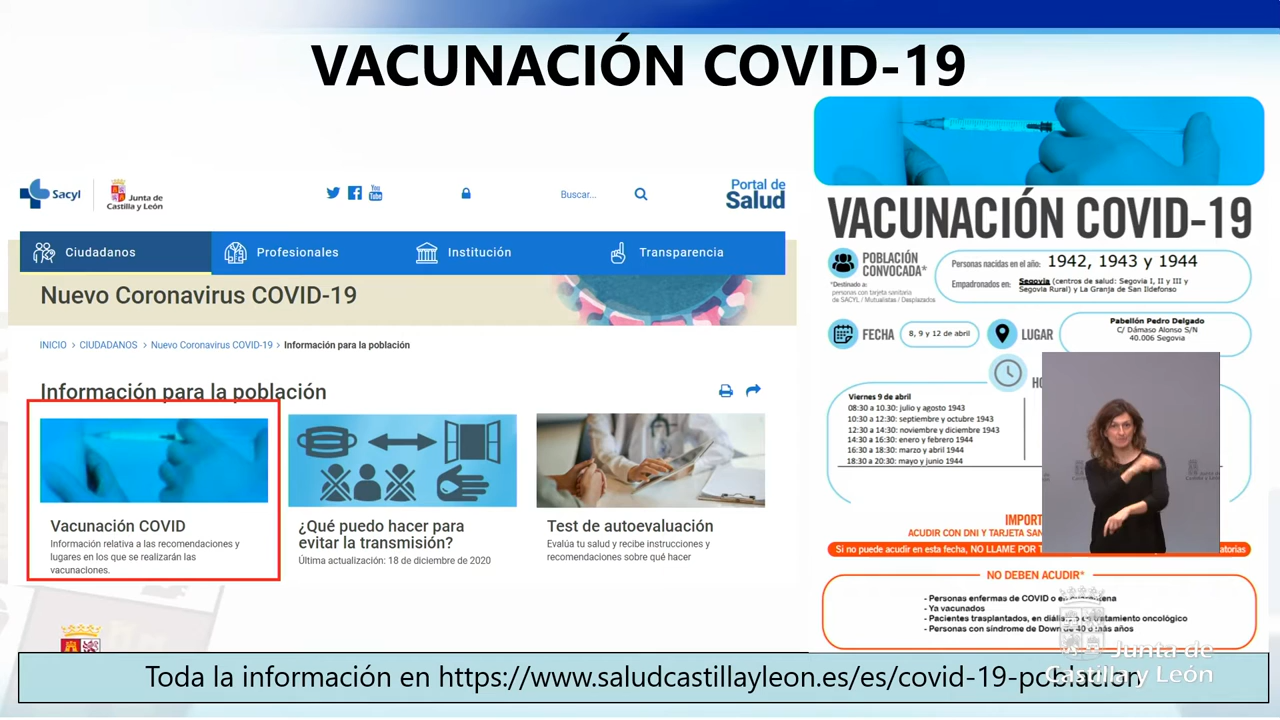 VACUNACIÓN COVID-19
Sacyl
Junta de
Castilla y León
You
Tube
Buscar...
Portal de
Salud
Ciudadanos
Profesionales
Institución
Transparencia
Nuevo Coronavirus COVID-19
INICIO > CIUDADANOS > Nuevo Coronavirus COVID-19 > Información para la población
Información para la población
Vacunación COVID
Información relativa a las recomendaciones y
lugares en los que se realizarán las
vacunaciones.
¿Qué puedo hacer para
evitar la transmisión?
Última actualización: 18 de diciembre de 2020
Test de autoevaluación
Evalúa tu salud y recibe instrucciones y
recomendaciones sobre qué hacer
VACUNACIÓN COVID-19
POBLACIÓN
CONVOCADA*
*Destinado a:
personas con tarjeta sanitaria
de SACYL / Mutualistas / Desplazados
Personas nacidas en el año: 1942, 1943 y 1944
Empadronados en: Segovia (centros de salud: Segovia I, II y III y
Segovia Rural) y La Granja de San Ildefonso
FECHA
8, 9 y 12 de abril
LUGAR
Pabellón Pedro Delgado
C/ Dámaso Alonso S/N
40.006 Segovia
Viernes 9 de abril
08:30 a 10.30: julio y agosto 1943
10:30 a 12:30: septiembre y octubre 1943
12:30 a 14:30: noviembre y diciembre 1943
14:30 a 16:30: enero y febrero 1944
16:30 a 18:30: marzo y abril 1944
18:30 a 20:30: mayo y junio 1944
ACUDIR CON DNI Y TARJETA
Si no puede acudir en esta fecha, NO LLAME POR
NO DEBEN ACUDIR*
- Personas enfermas de COVID o en
- Ya vacunados
- Pacientes trasplantados, en tratamiento oncológico
- Personas con síndrome de Down de 40 o más años
Toda la información en https://www.saludcastillayleon.es/es/covid-19-poblacion
Junta de
Castilla y León